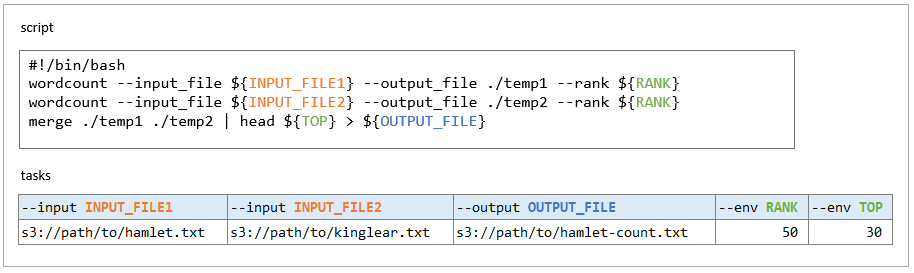 script
#!/bin/bash
wordcount --input_file ${INPUT_FILE1} --output_file ./temp1 --rank ${RANK}
wordcount --input_file ${INPUT_FILE2} --output_file ./temp2 --rank ${RANK}
merge ./temp1 ./temp2 | head ${TOP} > ${OUTPUT_FILE}
tasks
--input INPUT_FILE1 --input INPUT_FILE2 --output OUTPUT_FILE --env RANK --env TOP
s3://path/to/hamlet.txt s3://path/to/kinglear.txt s3://path/to/hamlet-count.txt 50 30